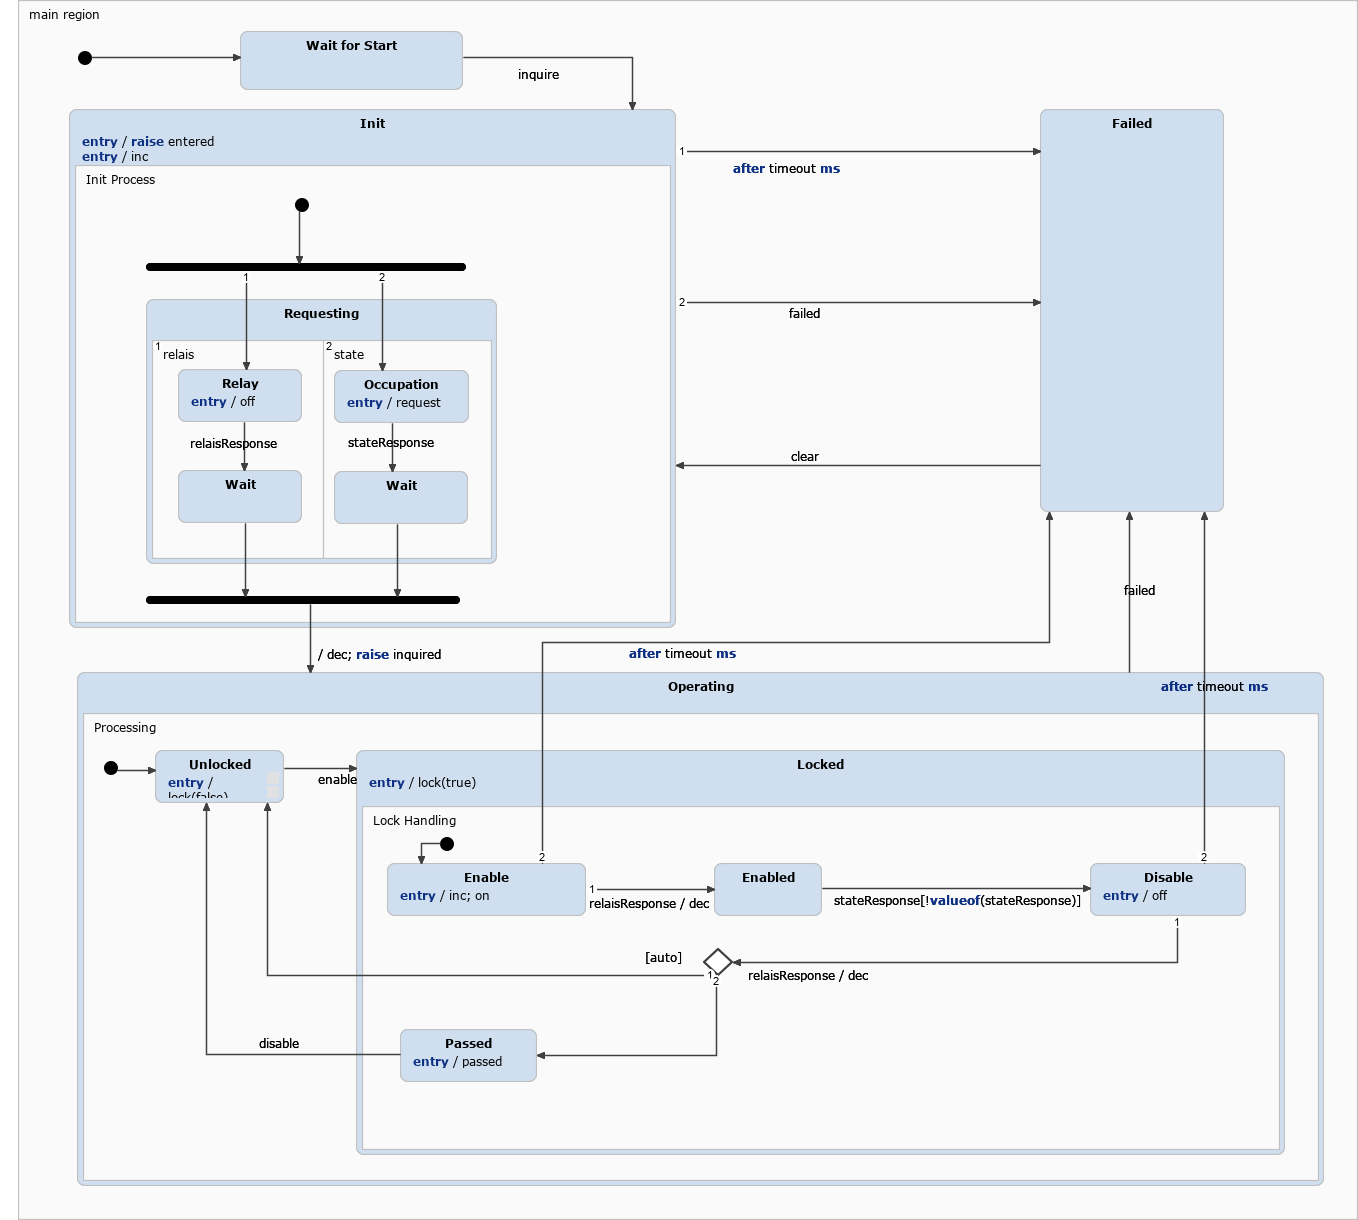 main region
Wait for Start
inquire
Init
entry / raise entered
entry / inc
Init Process
1
2
Requesting
1
relais
2
state
Relay
entry / off
Occupation
entry / request
relaisResponse
stateResponse
Wait
Wait
/ dec; raise inquired
Failed
1
after timeout ms
2
failed
clear
failed
after timeout ms
Operating
after timeout ms
Processing
Unlocked
entry /
lock(false)
enable
Locked
entry / lock(true)
Lock Handling
2
2
Enable
entry / inc; on
1
relaisResponse / dec
Enabled
stateResponse[!valueof(stateResponse)]
Disable
entry / off
1
[auto]
1
2
relaisResponse / dec
disable
Passed
entry / passed